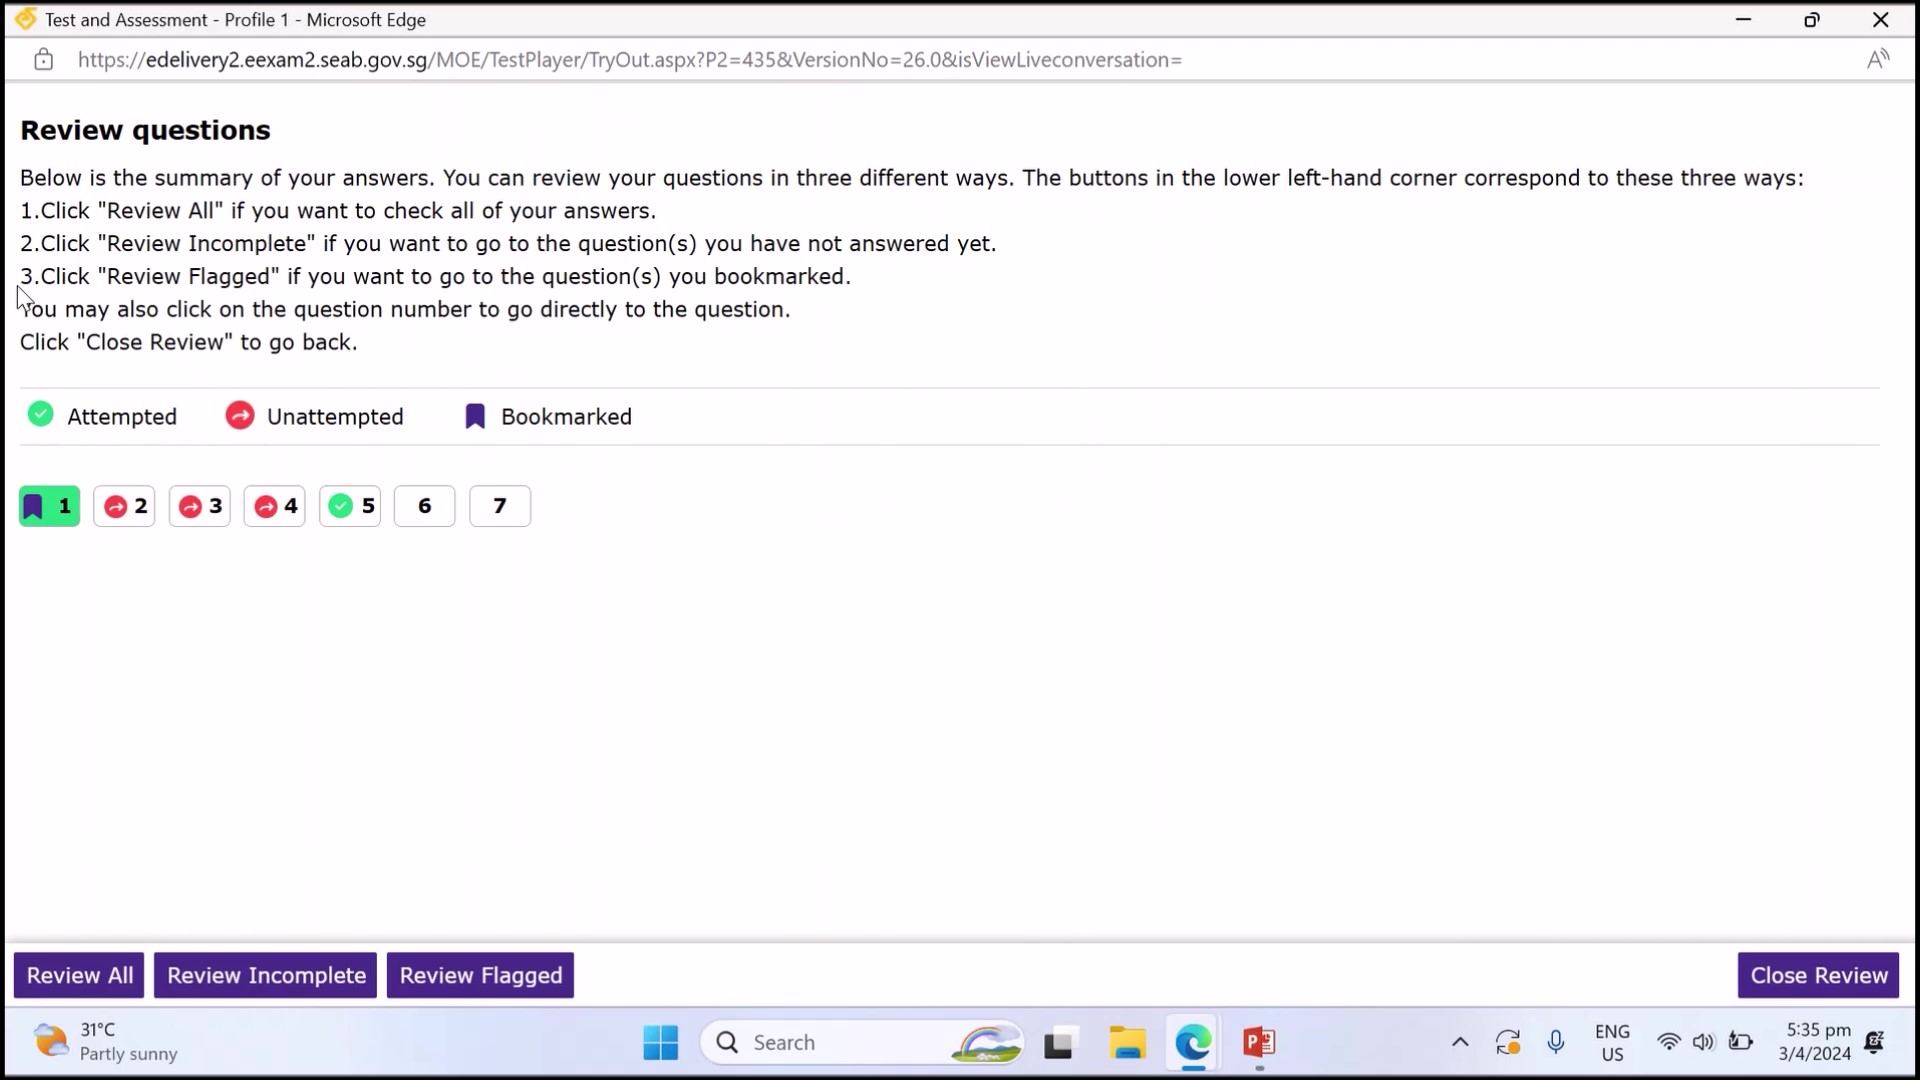 Test and Assessment - Profile 1 - Microsoft Edge
https://edelivery2.eexam2.seab.gov.sg/MOE/TestPlayer/TryOut.aspx?P2=435&VersionNo=26.0&isViewLiveconversation=
Review questions
Below is the summary of your answers. You can review your questions in three different ways. The buttons in the lower left-hand corner correspond to these three ways:
1.Click "Review All" if you want to check all of your answers.
2.Click "Review Incomplete" if you want to go to the question(s) you have not answered yet.
3.Click "Review Flagged" if you want to go to the question(s) you bookmarked.
You may also click on the question number to go directly to the question.
Click "Close Review" to go back.
Attempted Unattempted Bookmarked
1 2 3 4 5 6 7
Review All Review Incomplete Review Flagged Close Review
31°C
Partly sunny
Search
ENG
US
5:35 pm
3/4/2024